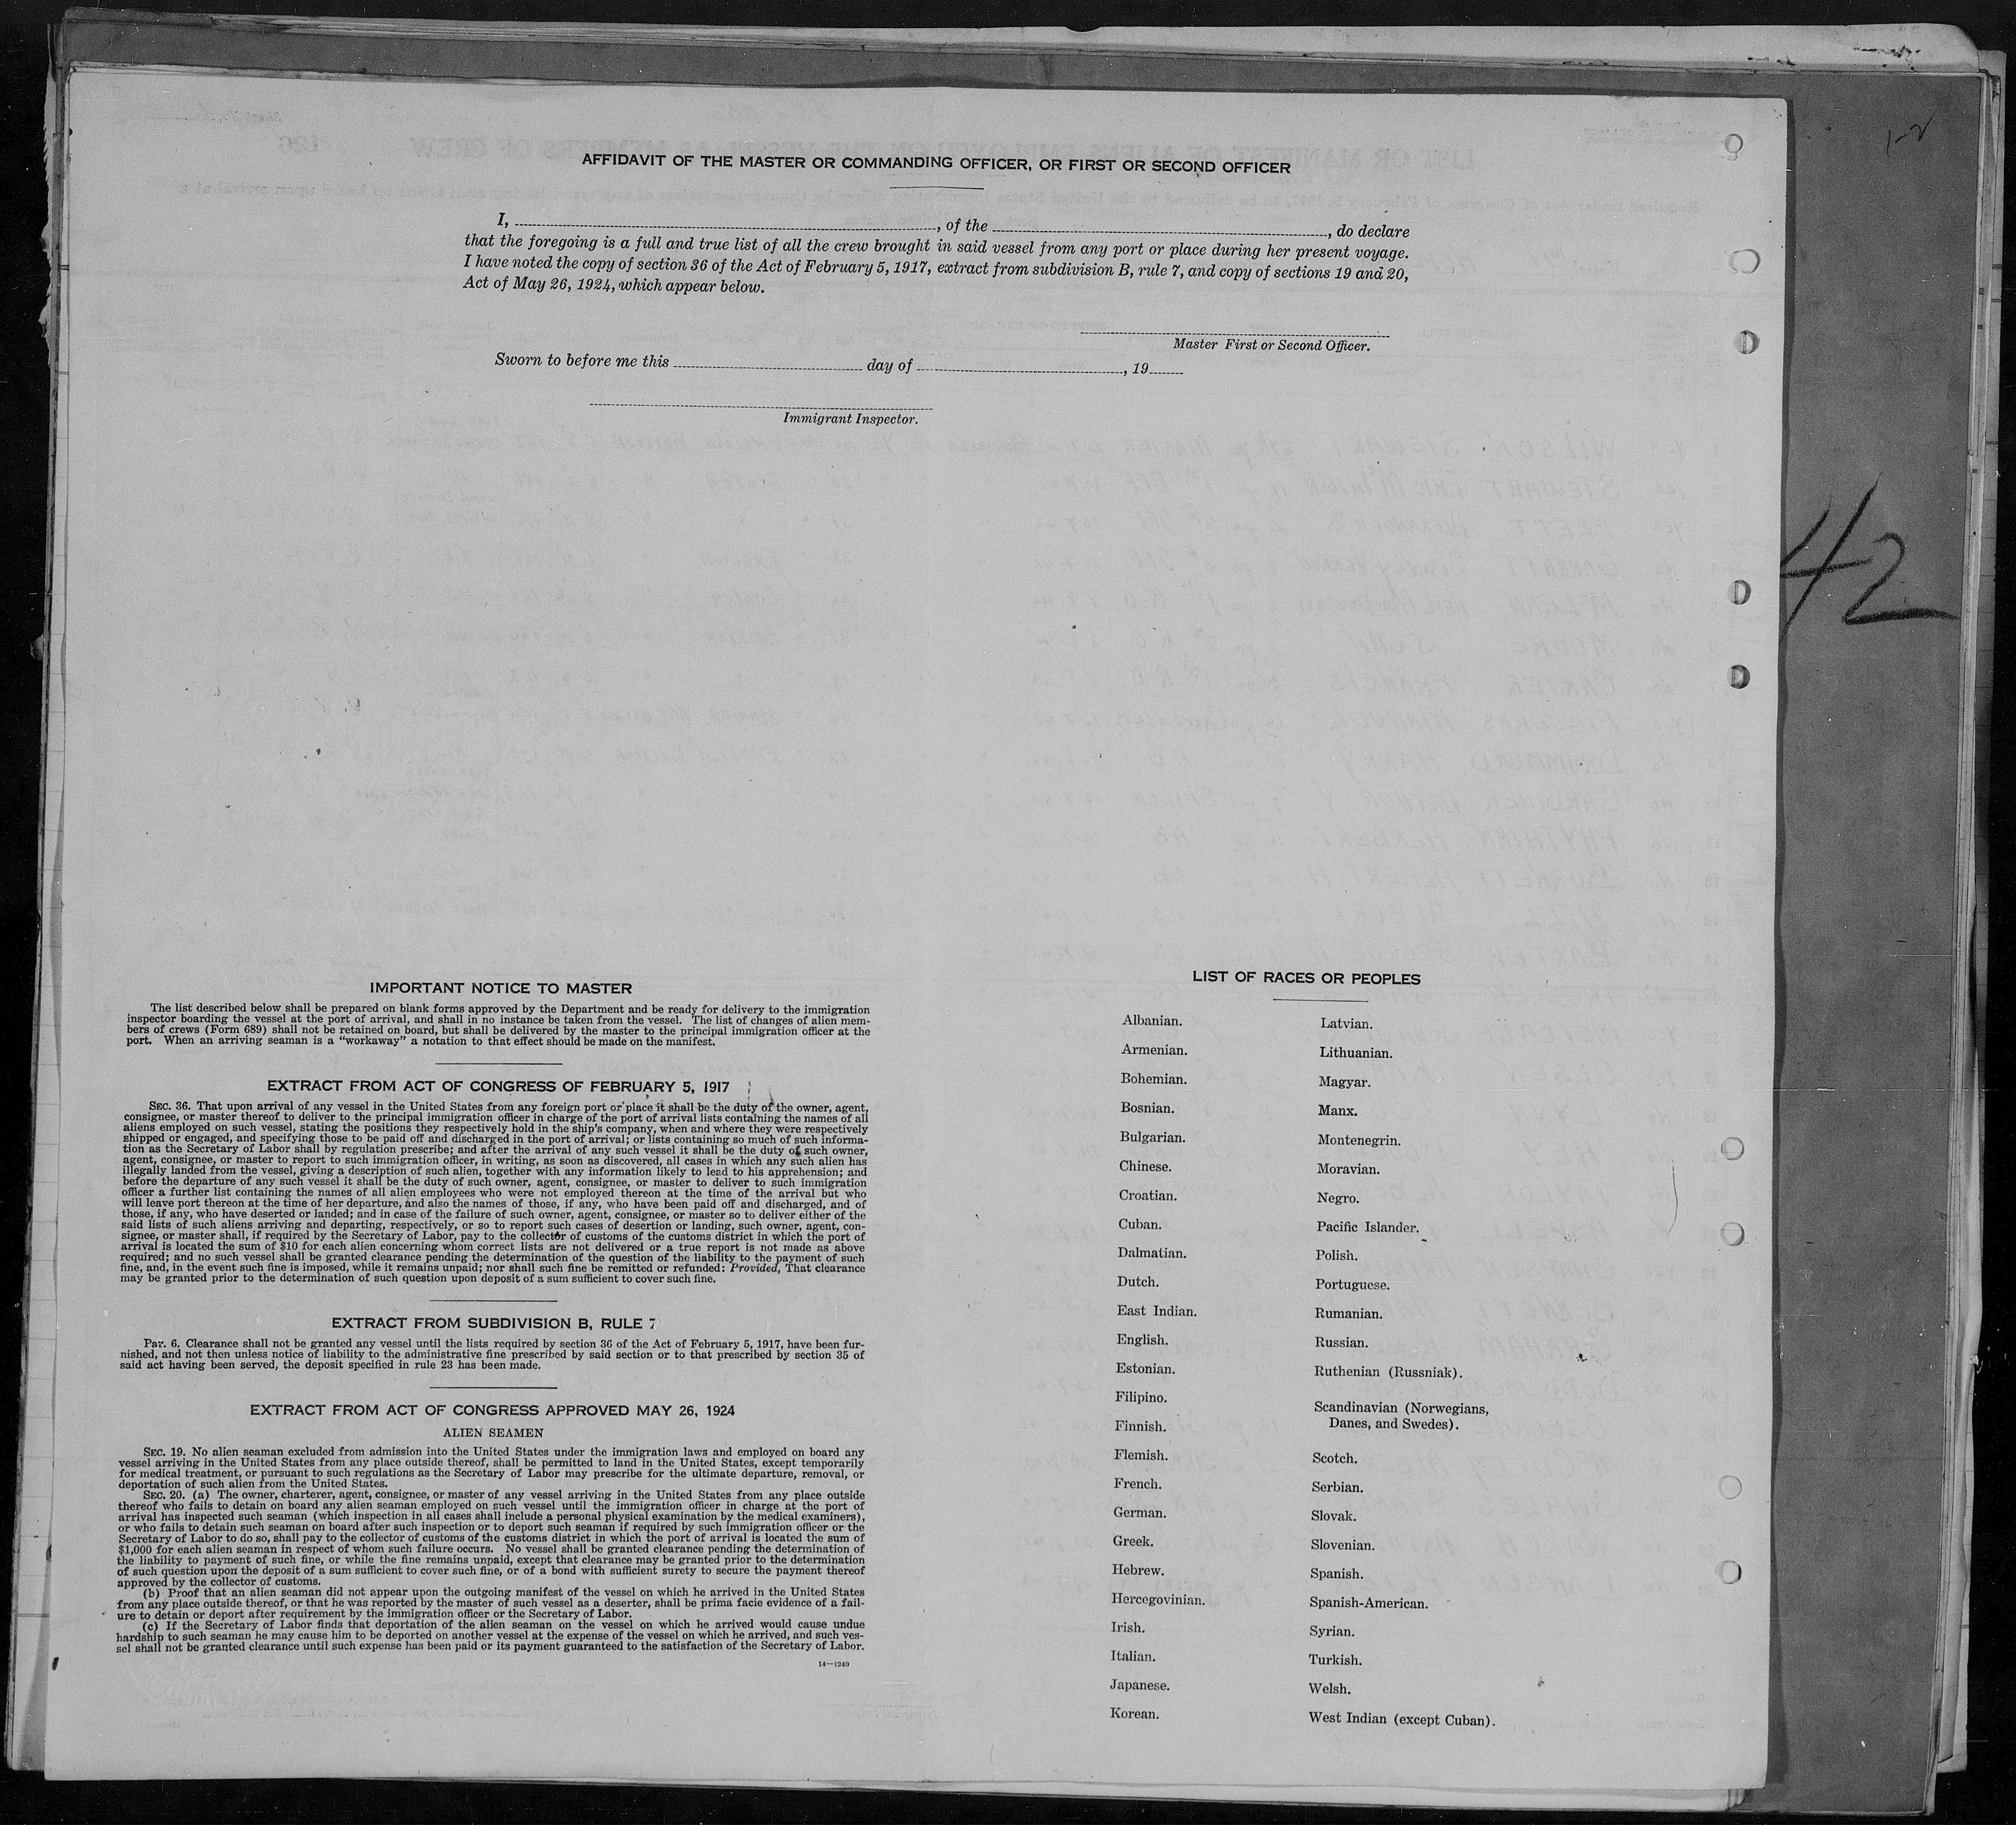 AFFIDAVIT OF THE MASTER OR COMMANDING OFFICER, OR FIRST OR SECOND OFFICER
I, , of the , do declare
that the foregoing is a full and true list of all the crew brought in said vessel from any port or place during her present voyage.
I have noted the copy of section 36 of the Act of February 5, 1917, extract from subdivision B, rule 7, and copy of sections 19 and 20,
Act of May 26, 1924, which appear below.
Master First or Second Officer.
Sworn to before me this day of , 19
Immigrant Inspector.
42
IMPORTANT NOTICE TO MASTER
The list described below shall be prepared on blank forms approved by the Department and be ready for delivery to the immigration
inspector boarding the vessel at the port of arrival, and shall in no instance be taken from the vessel. The list of changes of alien mem-
bers of crews (Form 689) shall not be retained on board, but shall be delivered by the master to the principal immigration officer at the
port. When an arriving seaman is a "workaway" a notation to that effect should be made on the manifest.
EXTRACT FROM ACT OF CONGRESS OF FEBRUARY 5, 1917
SEC. 36. That upon arrival of any vessel in the United States from any foreign port or place it shall be the duty of the owner, agent,
consignee, or master thereof to deliver to the principal immigration officer in charge of the port of arrival lists containing the names of all
aliens employed on such vessel, stating the positions they respectively hold in the ship's company, when and where they were respectively
shipped or engaged, and specifying those to be paid off and discharged in the port of arrival; or lists containing so much of such informa-
tion as the Secretary of Labor shall by regulation prescribe; and after the arrival of any such vessel it shall be the duty of such owner,
agent, consignee, or master to report to such immigration officer, in writing, as soon as discovered, all cases in which any such alien has
illegally landed from the vessel, giving a description of such alien, together with any information likely to lead to his apprehension; and
before the departure of any such vessel it shall be the duty of such owner, agent, consignee, or master to deliver to such immigration
officer a further list containing the names of all alien employees who were not employed thereon at the time of the arrival but who
will leave port thereon at the time of her departure, and also the names of those, if any, who have been paid off and discharged, and of
those, if any, who have deserted or landed; and in case of the failure of such owner, agent, consignee, or master so to deliver either of the
said lists of such aliens arriving and departing, respectively, or so to report such cases of desertion or landing, such owner, agent, con-
signee, or master shall, if required by the Secretary of Labor, pay to the collector of customs of the customs district in which the port of
arrival is located the sum of $10 for each alien concerning whom correct lists are not delivered or a true report is not made as above
required; and no such vessel shall be granted clearance pending the determination of the question of the liability to the payment of such
fine, and, in the event such fine is imposed, while it remains unpaid; nor shall such fine be remitted or refunded: Provided, That clearance
may be granted prior to the determination of such question upon deposit of a sum sufficient to cover such fine.
EXTRACT FROM SUBDIVISION B, RULE 7
Par. 6. Clearance shall not be granted any vessel until the lists required by section 36 of the Act of February 5, 1917, have been fur-
nished, and not then unless notice of liability to the administrative fine prescribed by said section or to that prescribed by section 35 of
said act having been served, the deposit specified in rule 23 has been made.
EXTRACT FROM ACT OF CONGRESS APPROVED MAY 26, 1924
ALIEN SEAMEN
SEC. 19. No alien seaman excluded from admission into the United States under the immigration laws and employed on board any
vessel arriving in the United States from any place outside thereof, shall be permitted to land in the United States, except temporarily
for medical treatment, or pursuant to such regulations as the Secretary of Labor may prescribe for the ultimate departure, removal, or
deportation of such alien from the United States.
SEC. 20. (a) The owner, charterer, agent, consignee, or master of any vessel arriving in the United States from any place outside
thereof who fails to detain on board any alien seaman employed on such vessel until the immigration officer in charge at the port of
arrival has inspected such seaman (which inspection in all cases shall include a personal physical examination by the medical examiners),
or who fails to detain such seaman on board after such inspection or to deport such seaman if required by such immigration officer or the
Secretary of Labor to do so, shall pay to the collector of customs of the customs district in which the port of arrival is located the sum of
$1,000 for each alien seaman in respect of whom such failure occurs. No vessel shall be granted clearance pending the determination of
the liability to payment of such fine, or while the fine remains unpaid, except that clearance may be granted prior to the determination
of such question upon the deposit of a sum sufficient to cover such fine, or of a bond with sufficient surety to secure the payment thereof
approved by the collector of customs.
(b) Proof that an alien seaman did not appear upon the outgoing manifest of the vessel on which he arrived in the United States
from any place outside thereof, or that he was reported by the master of such vessel as a deserter, shall be prima facie evidence of a fail-
ure to detain or deport after requirement by the immigration officer or the Secretary of Labor.
(c) If the Secretary of Labor finds that deportation of the alien seaman on the vessel on which he arrived would cause undue
hardship to such seaman he may cause him to be deported on another vessel at the expense of the vessel on which he arrived, and such ves-
sel shall not be granted clearance until such expense has been paid or its payment guaranteed to the satisfaction of the Secretary of Labor.
14—1240
LIST OF RACES OR PEOPLES
Albanian.
Armenian.
Bohemian.
Bosnian.
Bulgarian.
Chinese.
Croatian.
Cuban.
Dalmatian.
Dutch.
East Indian.
English.
Estonian.
Filipino.
Finnish.
Flemish.
French.
German.
Greek.
Hebrew.
Hercegovinian.
Irish.
Italian.
Japanese.
Korean.
Latvian.
Lithuanian.
Magyar.
Manx.
Montenegrin.
Moravian.
Negro.
Pacific Islander.
Polish.
Portuguese.
Rumanian.
Russian.
Ruthenian (Russniak).
Scandinavian (Norwegians,
Danes, and Swedes).
Scotch.
Serbian.
Slovak.
Slovenian.
Spanish.
Spanish-American.
Syrian.
Turkish.
Welsh.
West Indian (except Cuban).